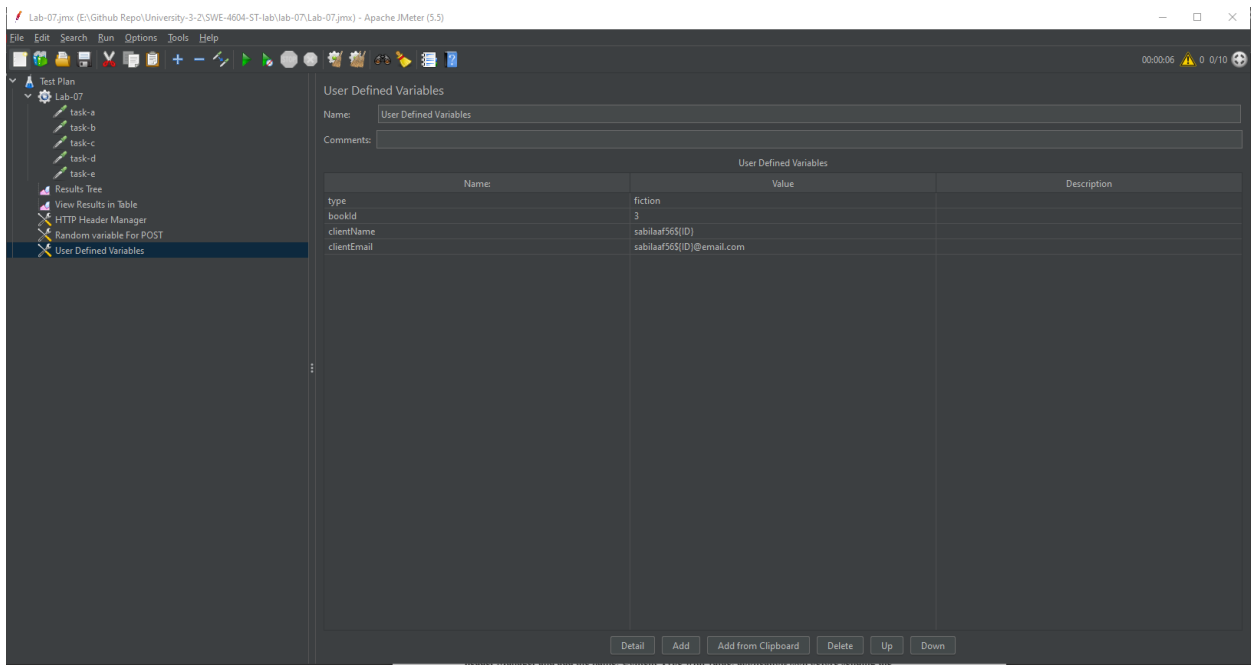 Lab-07.jmx (E:\Github Repo\University-3-2\SWE-4604-ST-lab\lab-07\Lab-07.jmx) - Apache JMeter (5.5)
File Edit Search Run Options Tools Help
00:00:06 0 0/10
Test Plan
Lab-07
task-a
task-b
task-c
task-d
task-e
Results Tree
View Results in Table
HTTP Header Manager
Random variable For POST
User Defined Variables
User Defined Variables
Name: User Defined Variables
Comments:
User Defined Variables
Name: Value Description
type fiction
bookId 3
clientName sabilaaf56${ID}
clientEmail sabilaaf56${ID}@email.com
Detail Add Add from Clipboard Delete Up Down